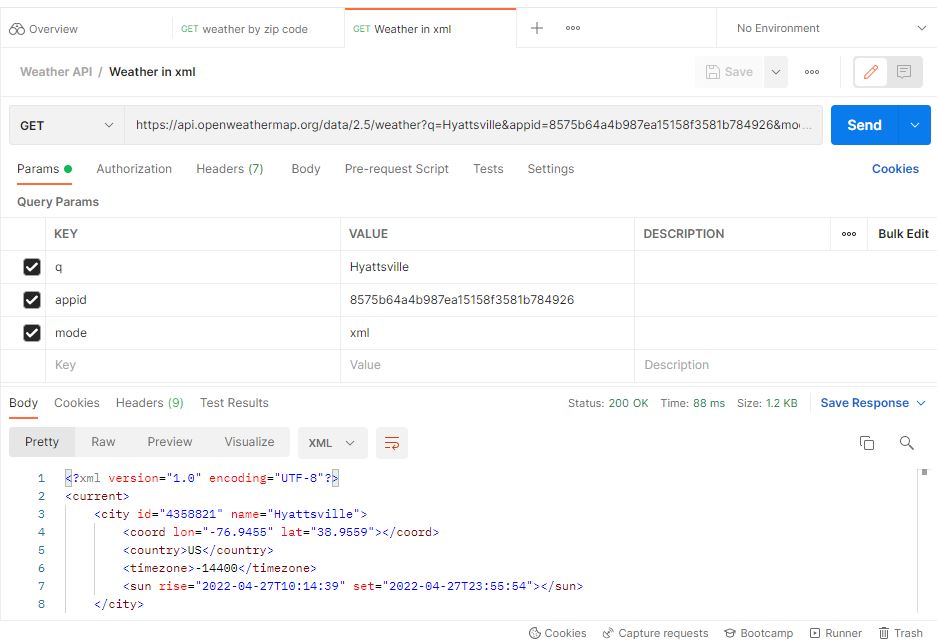 Overview GET weather by zip code GET Weather in xml No Environment
Weather API / Weather in xml Save
GET https://api.openweathermap.org/data/2.5/weather?q=Hyattsville&appid=8575b64a4b987ea15158f3581b784926&mo... Send
Params Authorization Headers (7) Body Pre-request Script Tests Settings Cookies
Query Params
KEY VALUE DESCRIPTION Bulk Edit
q Hyattsville
appid 8575b64a4b987ea15158f3581b784926
mode xml
Key Value Description
Body Cookies Headers (9) Test Results Status: 200 OK Time: 88 ms Size: 1.2 KB Save Response
Pretty Raw Preview Visualize XML
1 <?xml version="1.0" encoding="UTF-8"?>
2 <current>
3 <city id="4358821" name="Hyattsville">
4 <coord lon="-76.9455" lat="38.9559"></coord>
5 <country>US</country>
6 <timezone>-14400</timezone>
7 <sun rise="2022-04-27T10:14:39" set="2022-04-27T23:55:54"></sun>
8 </city>
Cookies Capture requests Bootcamp Runner Trash